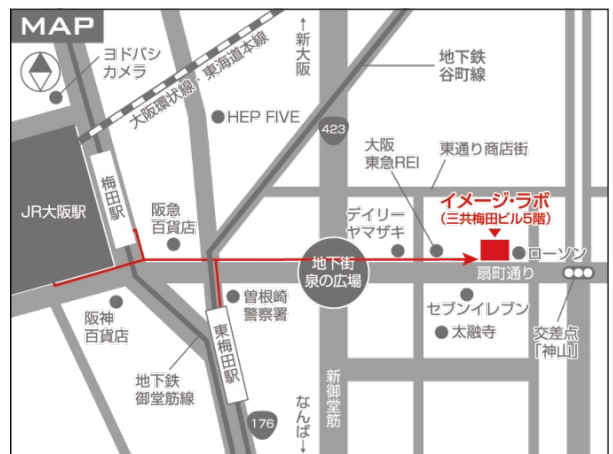 MAP
ヨドバシ
カメラ
大阪環状線・東海道本線
↑新大阪
地下鉄
谷町線
HEP FIVE
423
大阪
東急REI
東通り商店街
梅田駅
JR大阪駅
阪急
百貨店
デイリー
ヤマザキ
イメージ・ラボ
(三共梅田ビル5階)
ローソン
地下街
泉の広場
扇町通り
阪神
百貨店
曽根崎
警察署
セブンイレブン
太融寺
交差点
「神山」
東梅田駅
地下鉄
御堂筋線
新御堂筋
176
なんば↓